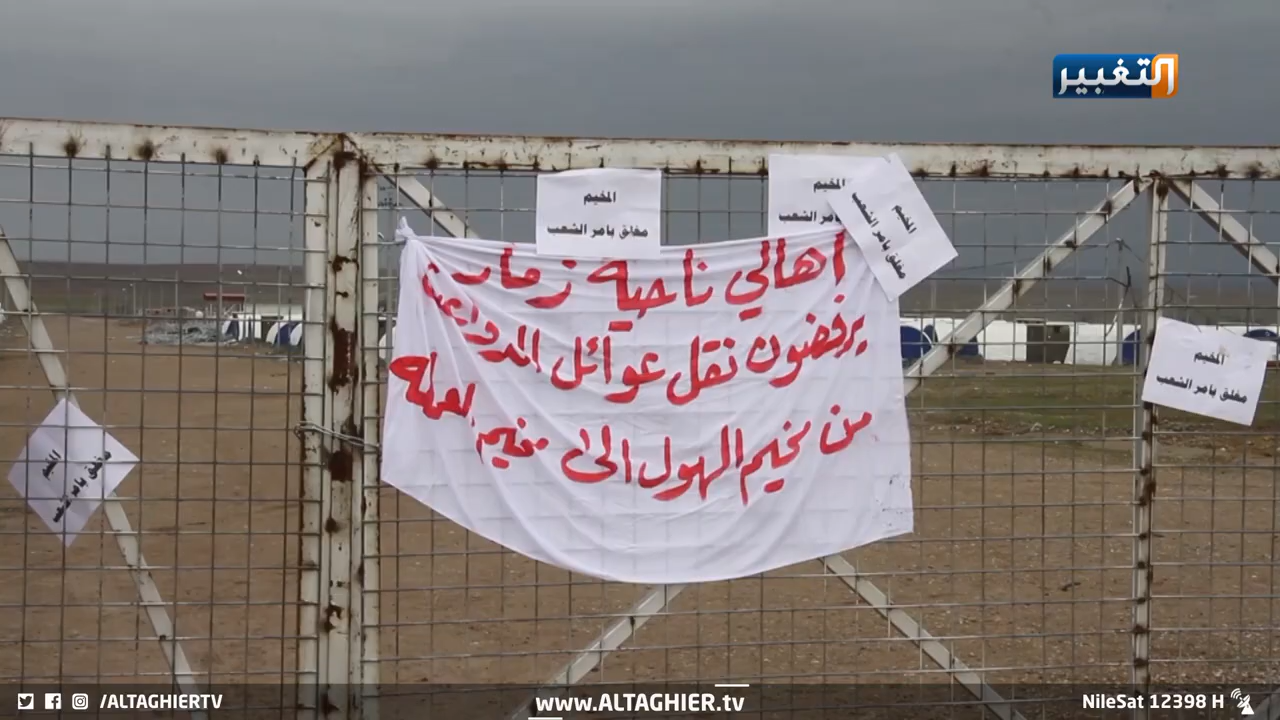 التغيير
المخيم
مغلق بامر الشعب
المخيم
بامر الشعب
المخيم
مغلق بامر الشعب
اهالي ناحية زمار
يرفضون نقل عوائل الدواعش
من مخيم الهول الى مخيم لعمله
المخيم
مغلق بامر الشعب
المخيم
مغلق بامر الشعب
/ALTAGHIERTV
www.ALTAGHIER.tv
NileSat 12398 H